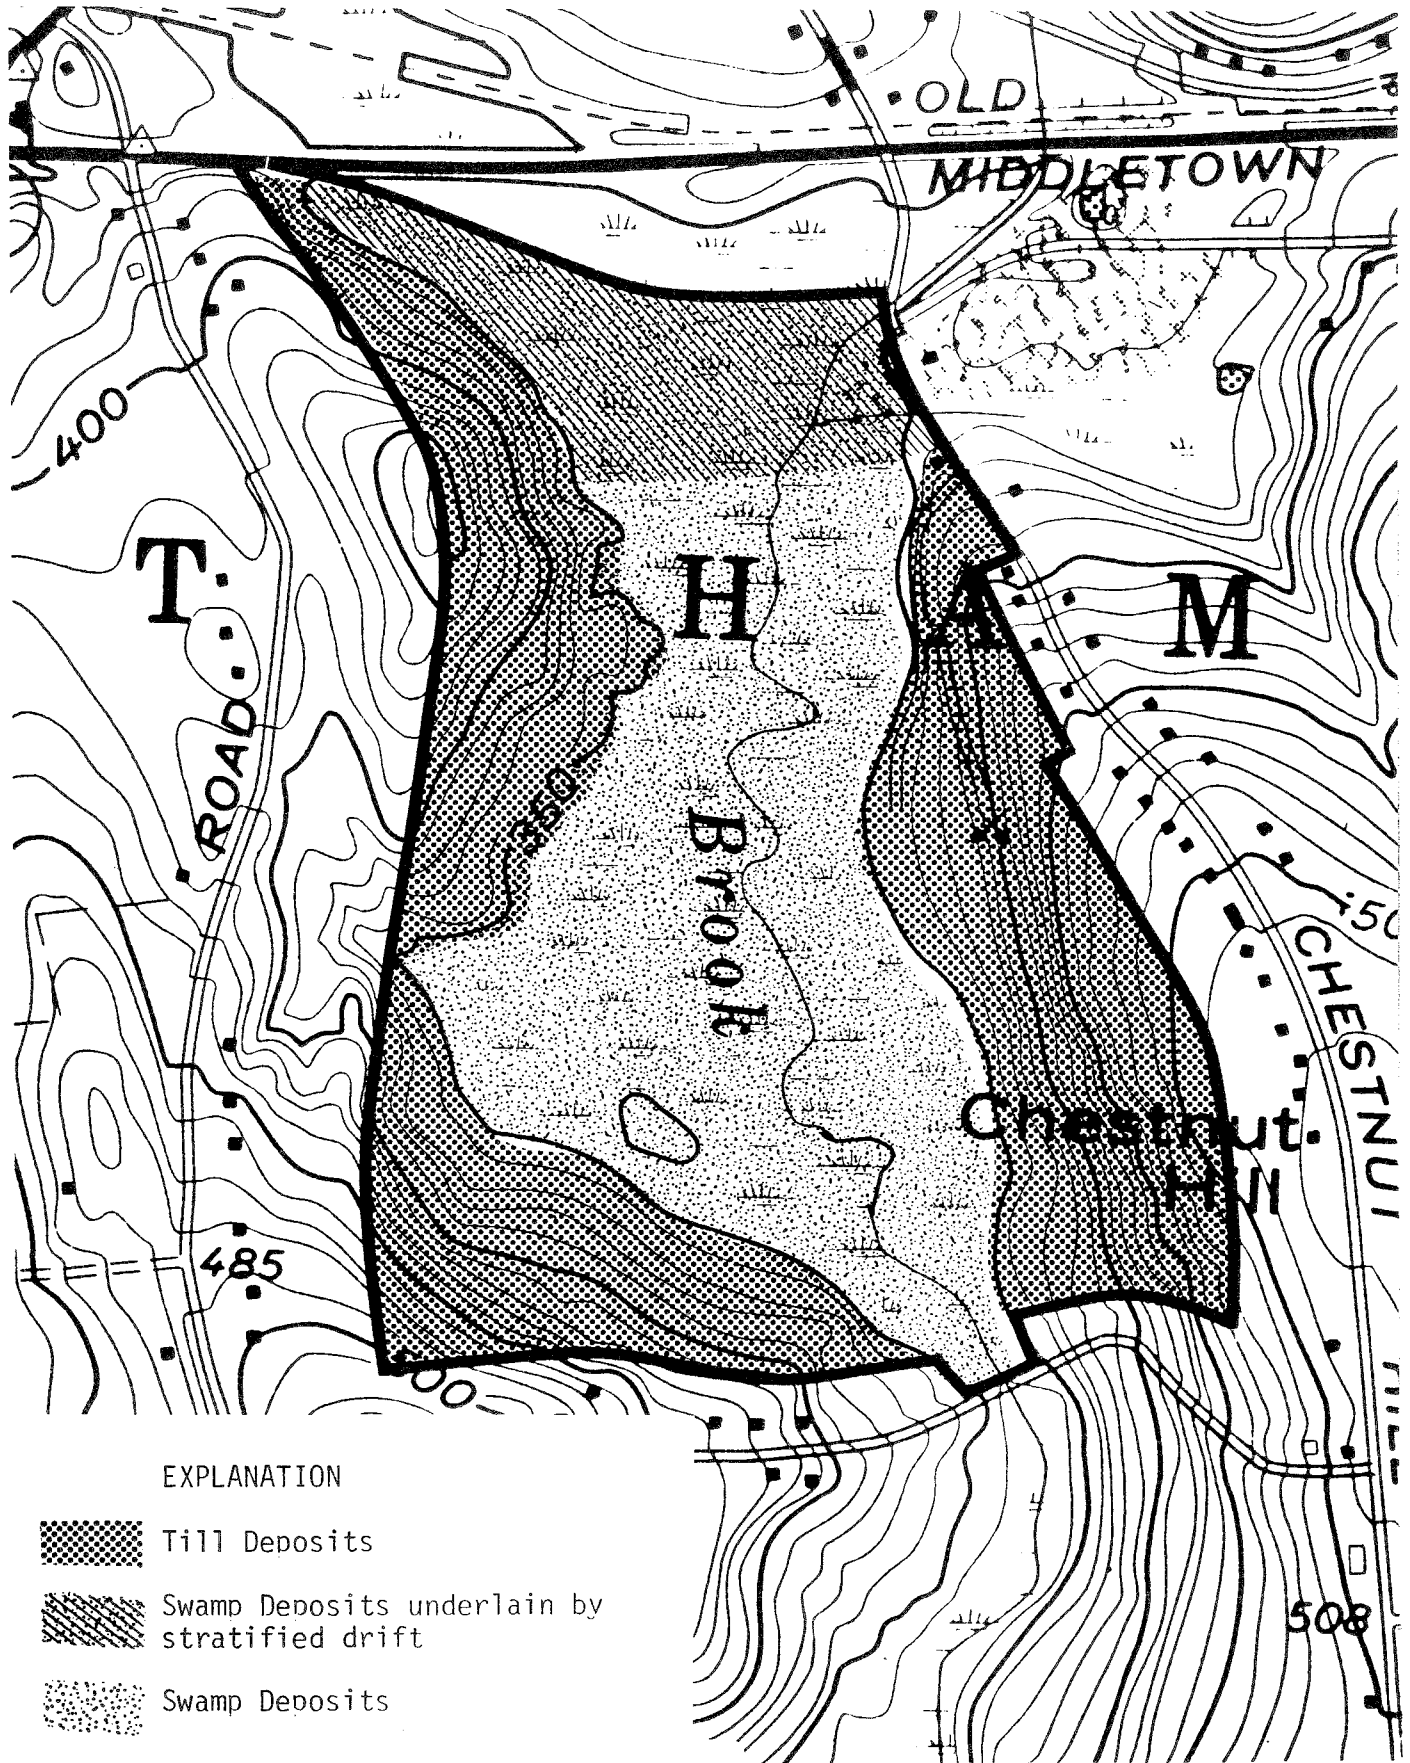 OLD
MIDDLETOWN
400
T H A M
ROAD
350
Brook
CHESTNUT
Chestnut
Hill
485
HILL
508
EXPLANATION
Till Deposits
Swamp Deposits underlain by
stratified drift
Swamp Deposits